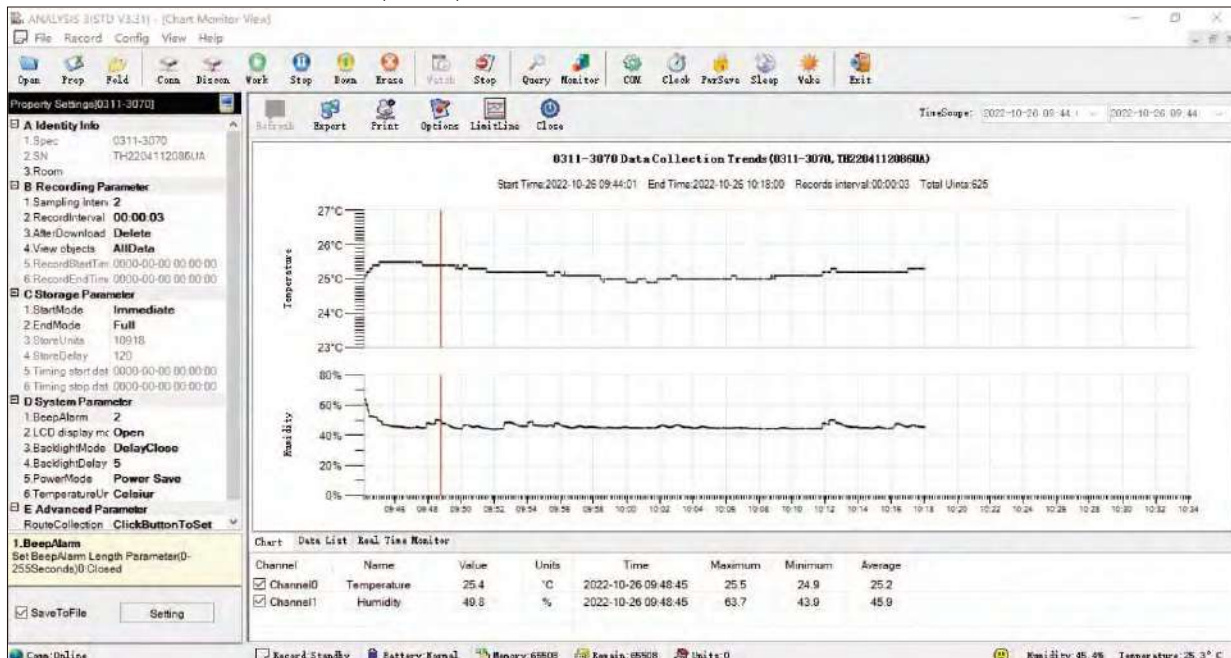 ANALYSIS 3(STD V3.31) - [Chart Monitor View]
File Record Config View Help
Open Prop Fold Conn Discon Work Stop Down Erase Watch Stop Query Monitor COM Clock ParSave Sleep Wake Exit
Property Settings[0311-3070]
Refresh Export Print Options LimitLine Close
TimeScope: 2022-10-26 09:44 - 2022-10-26 09:44
A Identity Info
1.Spec 0311-3070
2.SN TH2204112086UA
3.Room
B Recording Parameter
1.Sampling Interv 2
2.RecordInterval 00:00:03
3.AfterDownload Delete
4.View objects AllData
5.RecordStartTim 0000-00-00 00:00:00
6.RecordEndTime 0000-00-00 00:00:00
C Storage Parameter
1.StartMode Immediate
2.EndMode Full
3.StoreUnits 10918
4.StoreDelay 120
5.Timing start dat 0000-00-00 00:00:00
6.Timing stop dat 0000-00-00 00:00:00
D System Parameter
1.BeepAlarm 2
2.LCD display mc Open
3.BacklightMode DelayClose
4.BacklightDelay 5
5.PowerMode Power Save
6.TemperatureUr Celsiur
E Advanced Parameter
RouteCollection ClickButtonToSet
1.BeepAlarm
Set BeepAlarm Length Parameter(0-
255Seconds)0:Closed
SaveToFile Setting
0311-3070 Data Collection Trends(0311-3070, TH2204112086UA)
Start Time:2022-10-26 09:44:01 End Time:2022-10-26 10:18:00 Records interval:00:00:03 Total Uints:625
Temperature
27°C
26°C
25°C
24°C
23°C
Humidity
80%
60%
40%
20%
0%
09:46 09:48 09:50 09:52 09:54 09:56 09:58 10:00 10:02 10:04 10:06 10:08 10:10 10:12 10:14 10:16 10:18 10:20 10:22 10:24 10:26 10:28 10:30 10:32 10:34
Chart Data List Real Time Monitor
Channel Name Value Units Time Maximum Minimum Average
Channel0 Temperature 25.4 °C 2022-10-26 09:48:45 25.5 24.9 25.2
Channel1 Humidity 49.8 % 2022-10-26 09:48:45 63.7 43.9 45.9
Comm:Online Record:Standby Battery:Normal Memory:65508 Remain:65508 Units:0 Humidity:45.4% Temperature:25.3° C